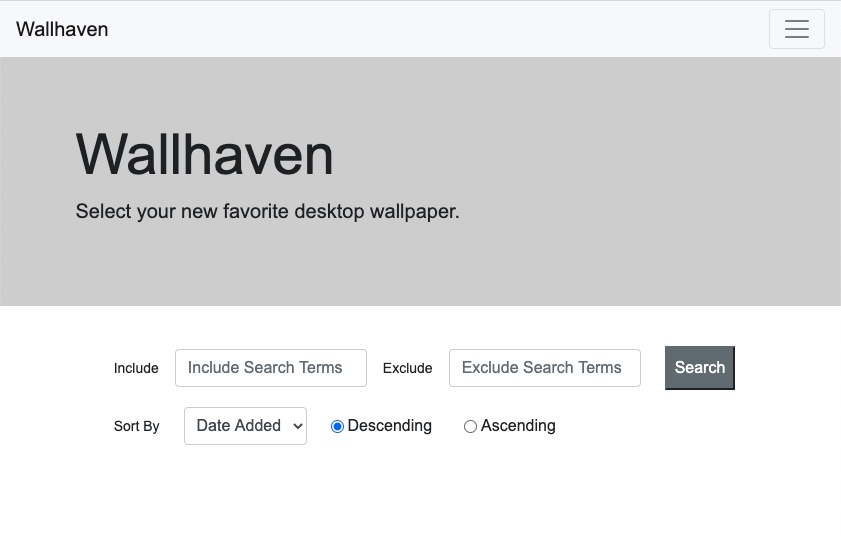 Wallhaven
Wallhaven
Select your new favorite desktop wallpaper.
Include Include Search Terms Exclude Exclude Search Terms Search
Sort By Date Added Descending Ascending